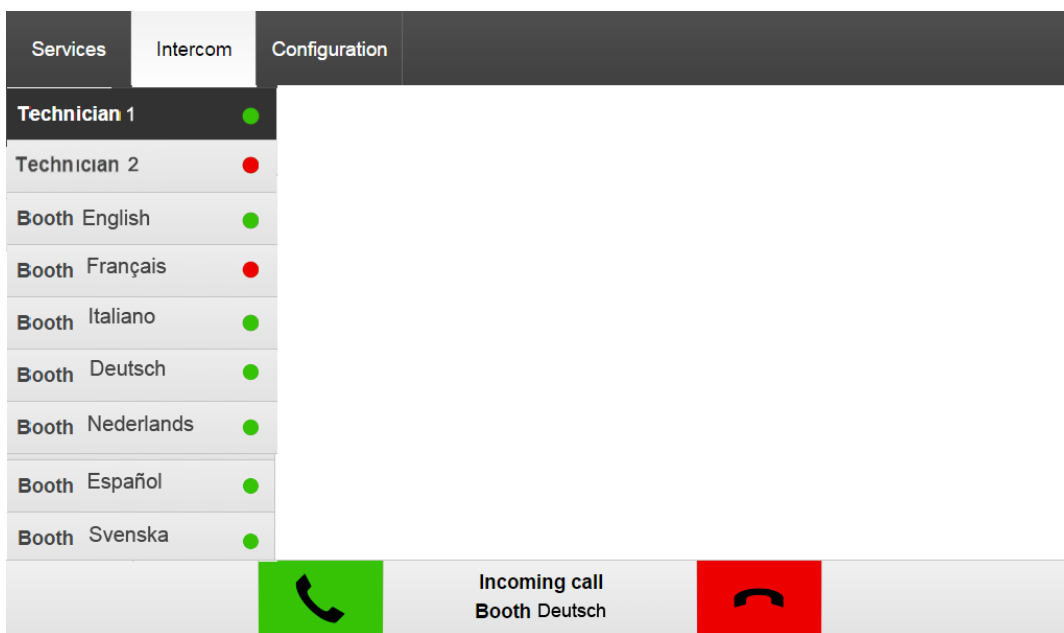 Services Intercom Configuration
Technician 1
Technician 2
Booth English
Booth Français
Booth Italiano
Booth Deutsch
Booth Nederlands
Booth Español
Booth Svenska
Incoming call
Booth Deutsch